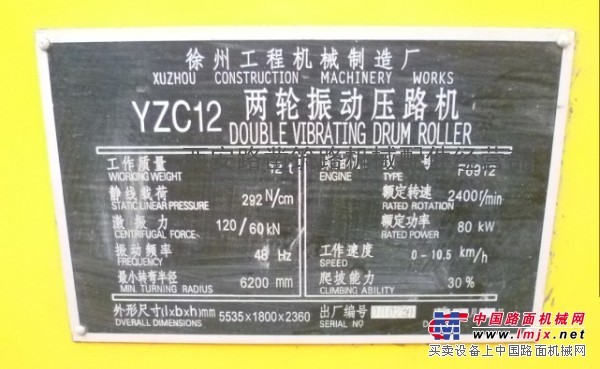 徐州工程机械制造厂
XUZHOU CONSTRUCTION MACHINERY WORKS
YZC12 两轮振动压路机
DOUBLE VIBRATING DRUM ROLLER
工作质量 12 t
WIORKING WEIGHT
静线载荷 292 N/cm
STATIC LINEAR PRESSURE
激振力 120/60 kN
CENTRIFUGAL FORCE
振动频率 48 Hz
FREQUENCY
最小转弯半径 6200 mm
MIN. TURNING RADIUS
外形尺寸(l×b×h)mm 5535×1800×2360
OVERALL DIMENSIONS
号
ENGINE TYPE F6912
额定转速 2400 r/min
RATED ROTATION
额定功率 80 kW
RATED POWER
工作速度 0-10.5 km/h
SPEED
爬坡能力 30%
CLIMBING ABILITY
出厂编号
SERIAL NO
中国路面机械网
www.lmjx.net
买卖设备上中国路面机械网